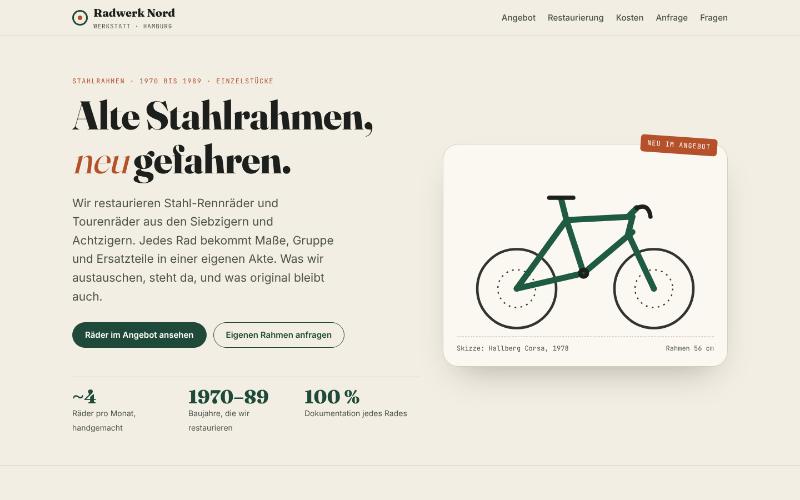 Radwerk Nord
WERKSTATT · HAMBURG
Angebot Restaurierung Kosten Anfrage Fragen
STAHLRAHMEN · 1970 BIS 1989 · EINZELSTÜCKE
Alte Stahlrahmen,
neu gefahren.
Wir restaurieren Stahl-Rennräder und
Tourenräder aus den Siebzigern und
Achtzigern. Jedes Rad bekommt Maße, Gruppe
und Ersatzteile in einer eigenen Akte. Was wir
austauschen, steht da, und was original bleibt
auch.
Räder im Angebot ansehen
Eigenen Rahmen anfragen
~4
Räder pro Monat,
handgemacht
1970–89
Baujahre, die wir
restaurieren
100 %
Dokumentation jedes Rades
NEU IM ANGEBOT
Skizze: Hallberg Corsa, 1978
Rahmen 56 cm